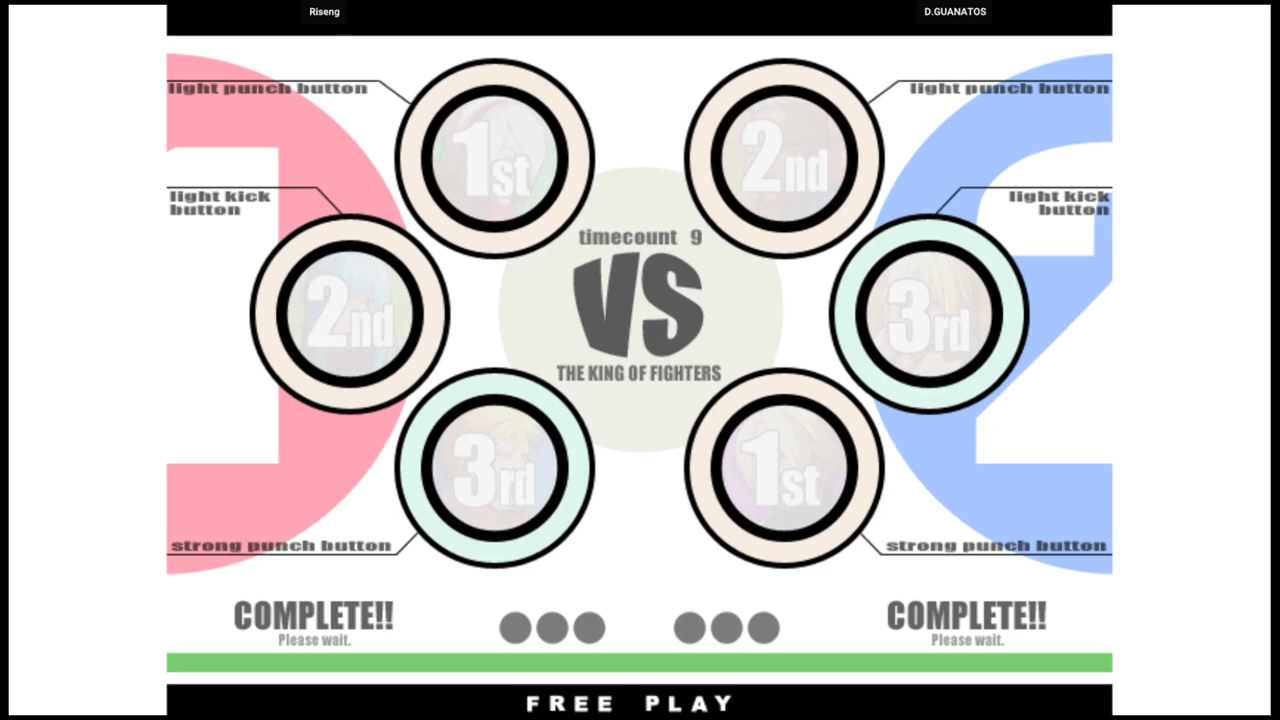 Riseng
D.GUANATOS
light punch button
light punch button
1st
2nd
light kick
button
light kick
button
timecount 9
VS
THE KING OF FIGHTERS
2nd
3rd
3rd
1st
strong punch button
strong punch button
COMPLETE!!
Please wait.
COMPLETE!!
Please wait.
FREE PLAY
1
2